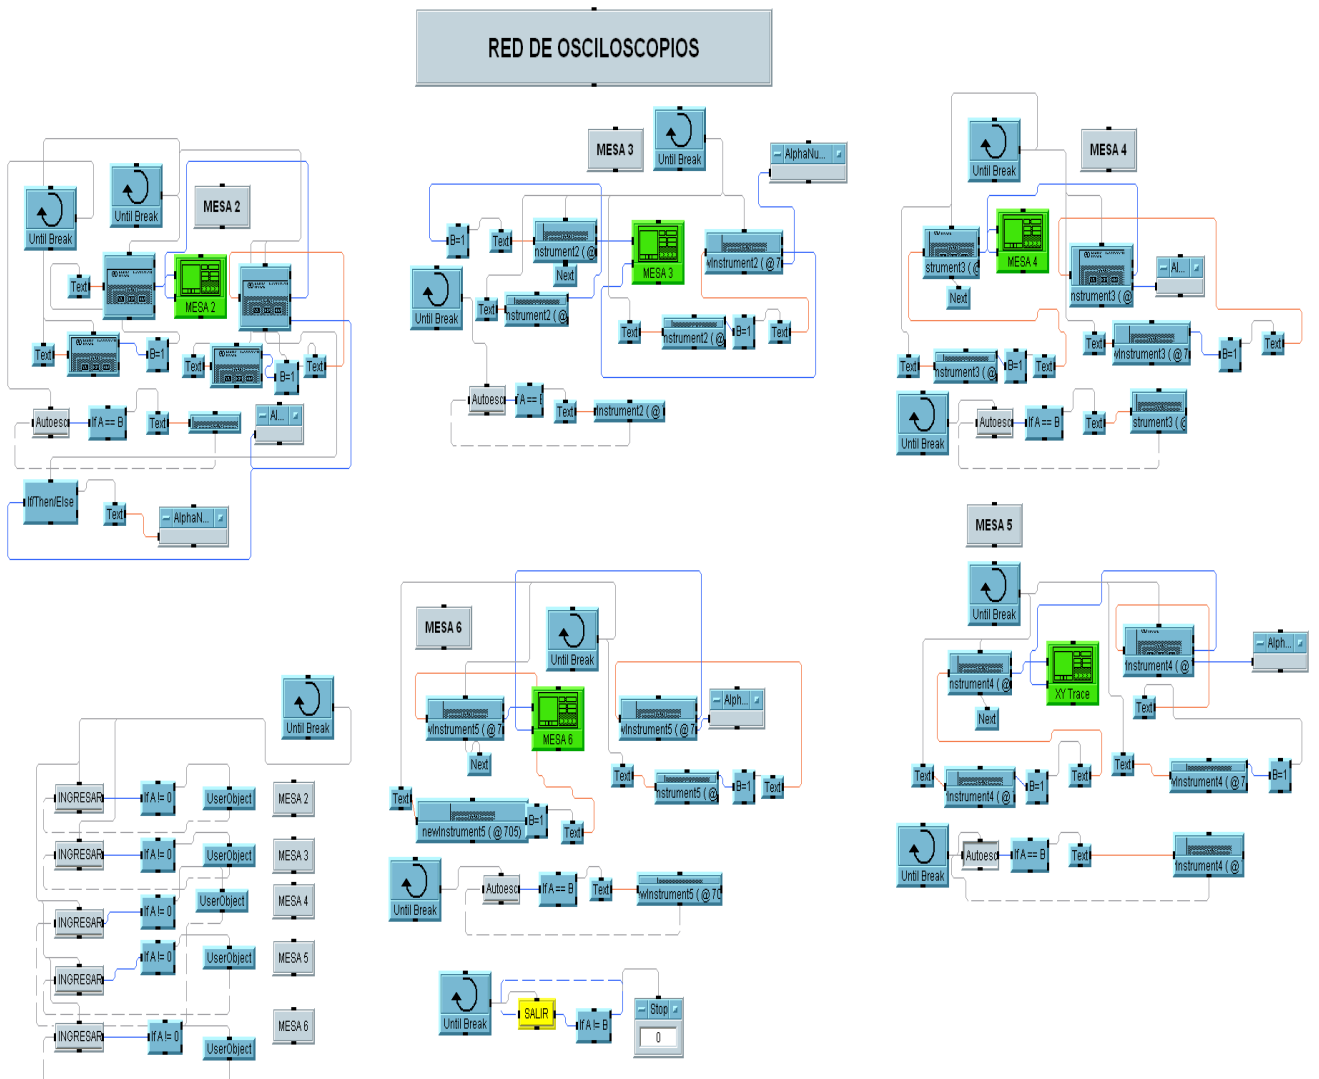 RED DE OSCILOSCOPIOS
Until Break
Until Break
MESA 2
Text
MESA 2
Text
B=1
Text
B=1
Text
Autoesc
If A == B
Text
Al...
If/Then/Else
Text
AlphaN...
MESA 3
Until Break
AlphaNu...
B=1
Text
nstrument2 ( @
Next
MESA 3
wInstrument2 ( @ 7
Until Break
Text
nstrument2 ( @
Text
nstrument2 ( @
B=1
Text
Autoesc
f A == B
Text
Instrument2 ( @
Until Break
MESA 4
strument3 ( @
Next
MESA 4
nstrument3 ( @
Al...
Text
nstrument3 ( @
B=1
Text
Text
wInstrument3 ( @ 7
B=1
Text
Until Break
Autoesc
If A == B
Text
strument3 ( @
MESA 5
Until Break
nstrument4 ( @
Next
XY Trace
Instrument4 ( @
Alph...
Text
Text
Instrument4 ( @
B=1
Text
Text
wInstrument4 ( @ 7
B=1
Until Break
Autoesc
If A == B
Text
Instrument4 ( @
MESA 6
Until Break
wInstrument5 ( @ 7
Next
MESA 6
wInstrument5 ( @ 7
Alph...
Text
newInstrument5 ( @ 705)
B=1
Text
Text
nstrument5 ( @
B=1
Text
Until Break
Autoesc
If A == B
Text
wInstrument5 ( @ 70
Until Break
SALIR
If A != B
Stop
0
Until Break
INGRESAR
If A != 0
UserObject
MESA 2
INGRESAR
If A != 0
UserObject
MESA 3
INGRESAR
If A != 0
UserObject
MESA 4
INGRESAR
If A != 0
UserObject
MESA 5
INGRESAR
If A != 0
UserObject
MESA 6